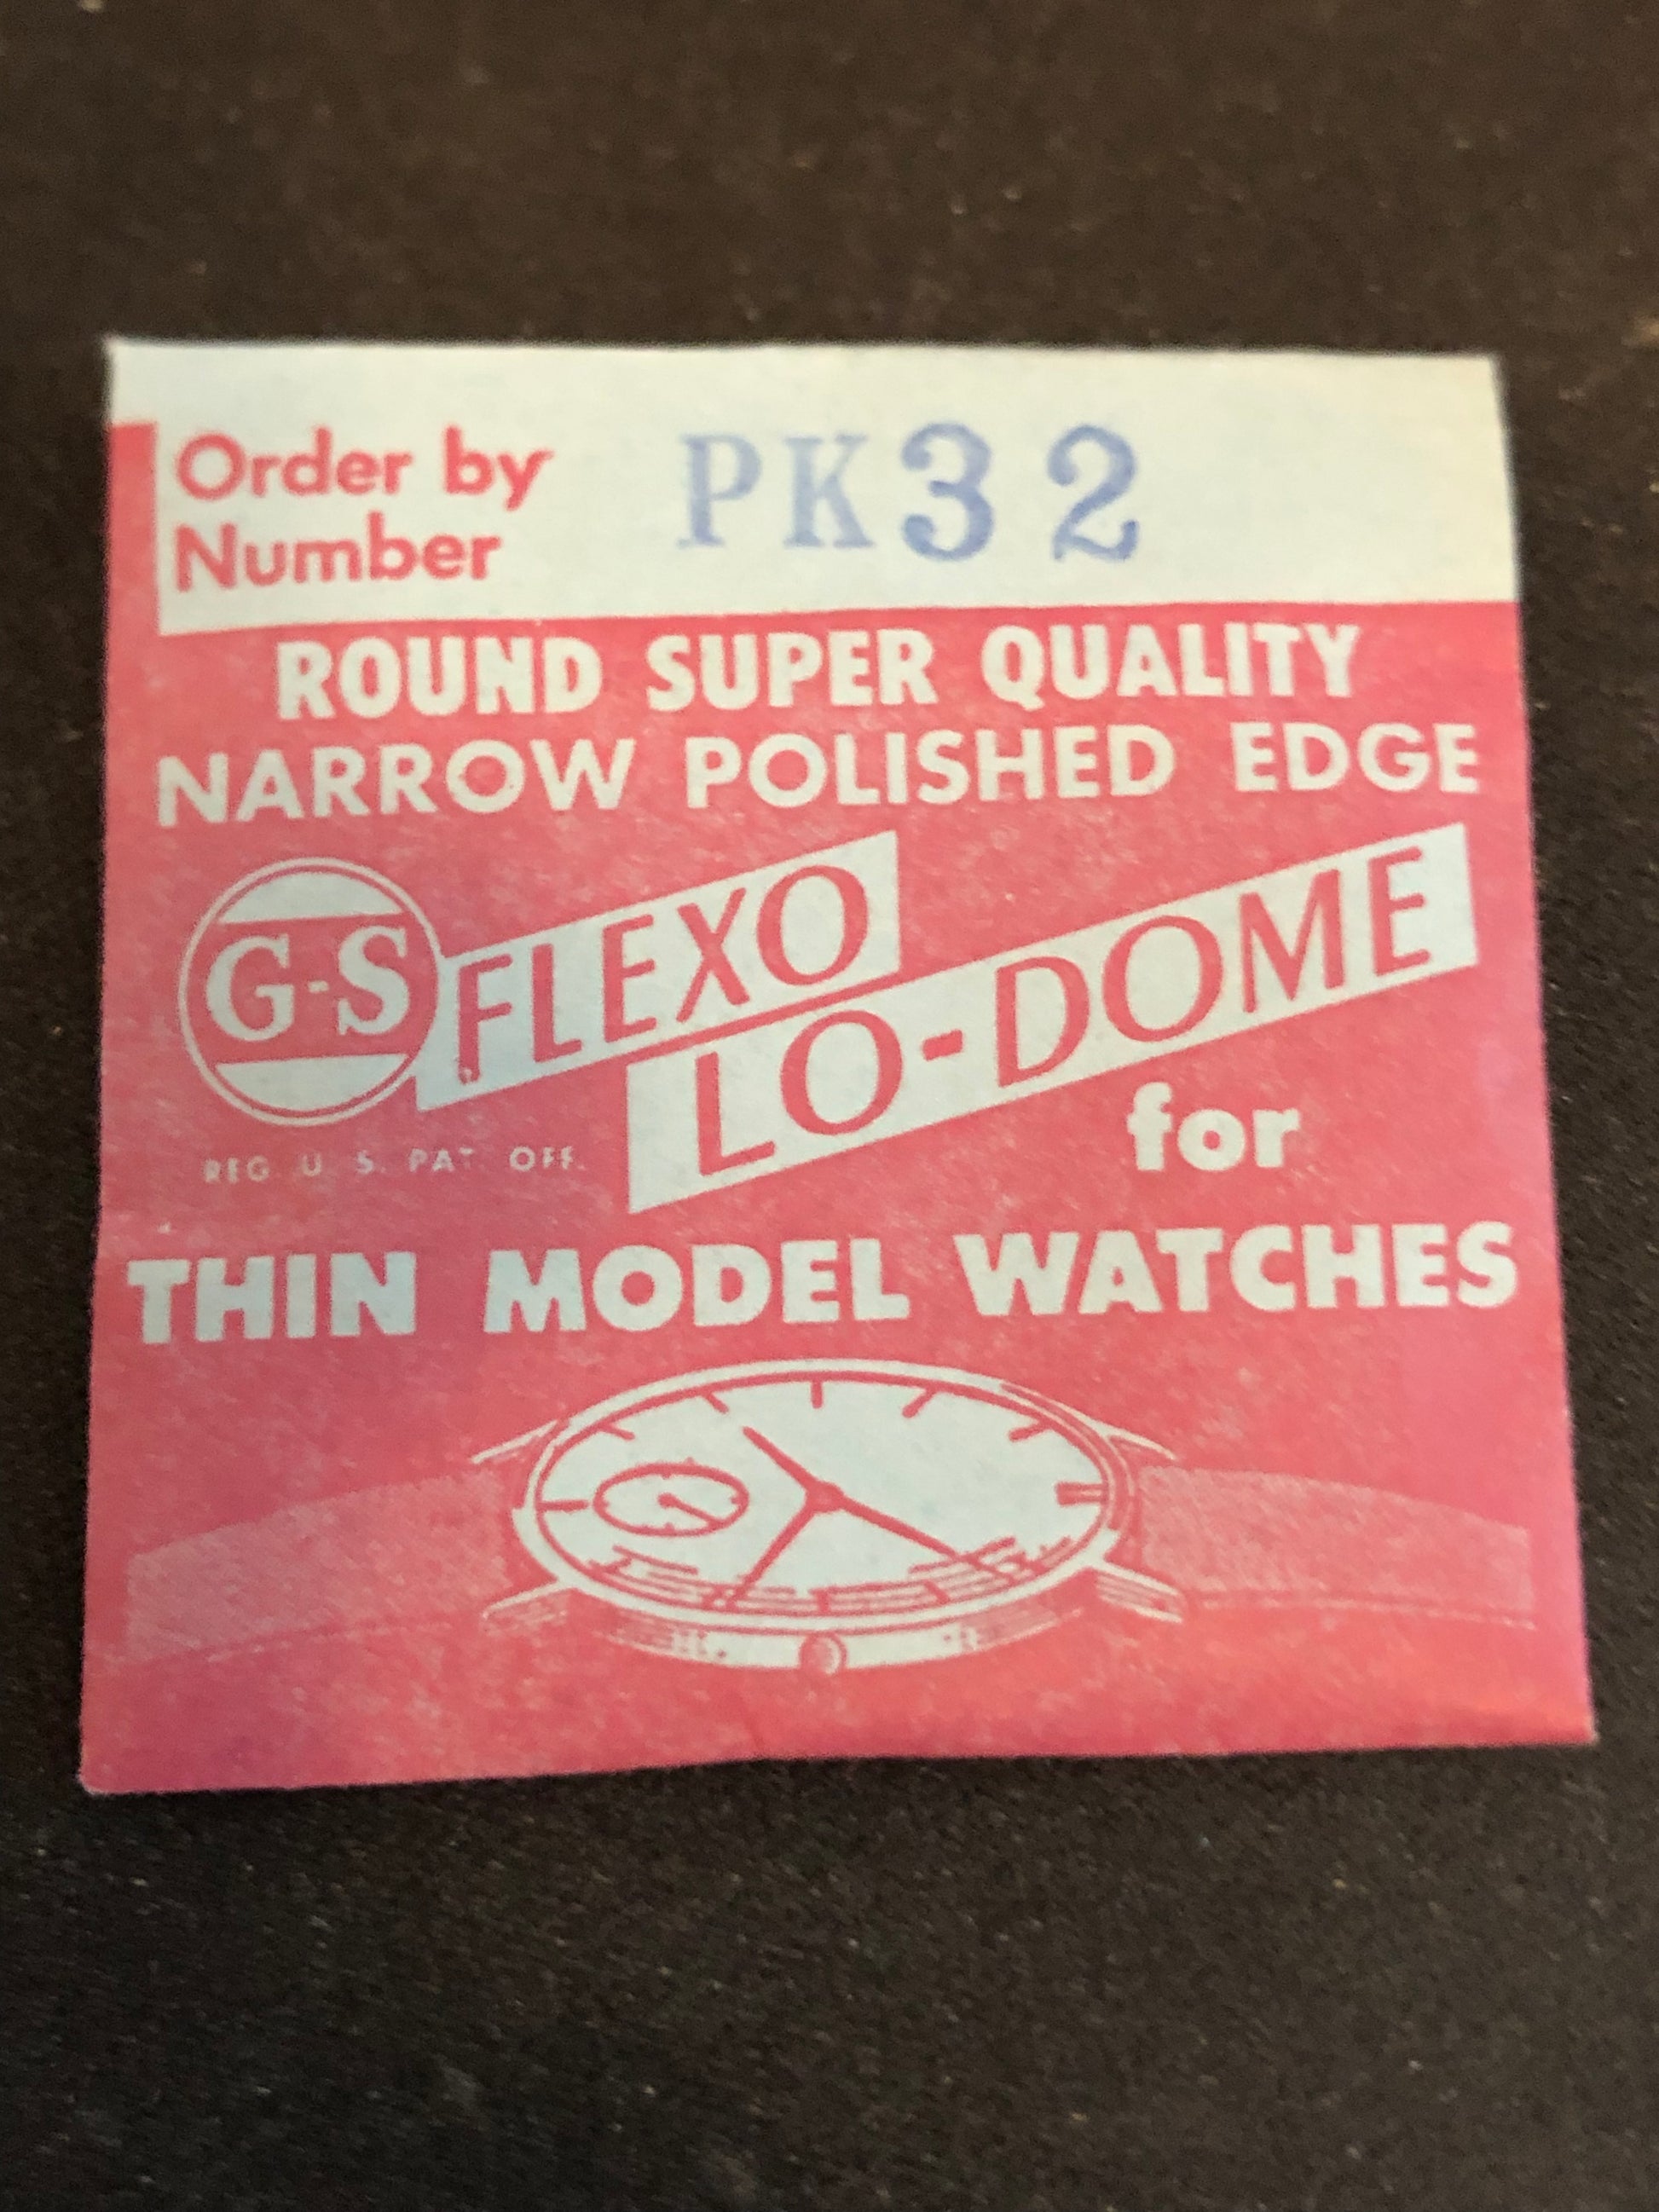 Order by PK32
Number
ROUND SUPER QUALITY
NARROW POLISHED EDGE
G-S FLEXO
LO-DOME
for
REG. U. S. PAT. OFF.
THIN MODEL WATCHES